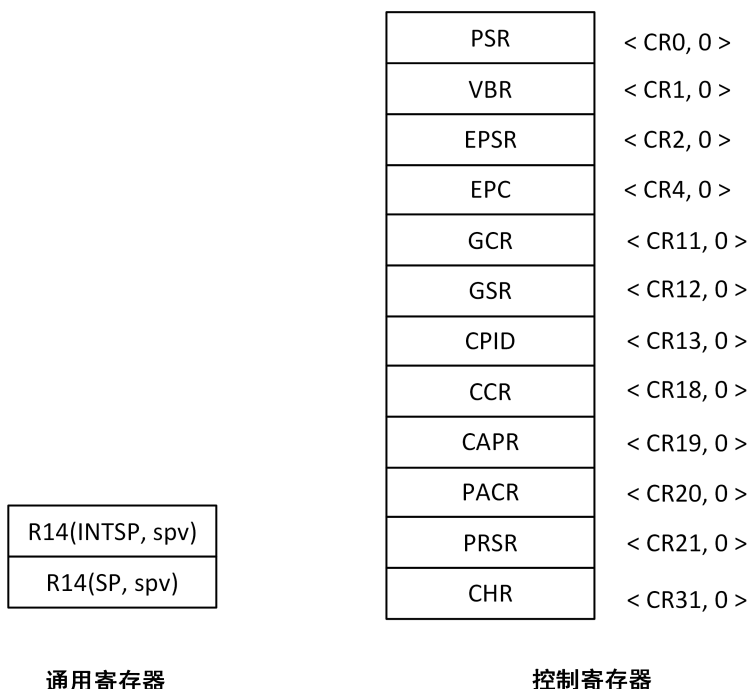 PSR < CR0, 0 >
VBR < CR1, 0 >
EPSR < CR2, 0 >
EPC < CR4, 0 >
GCR < CR11, 0 >
GSR < CR12, 0 >
CPID < CR13, 0 >
CCR < CR18, 0 >
CAPR < CR19, 0 >
PACR < CR20, 0 >
PRSR < CR21, 0 >
CHR < CR31, 0 >
R14(INTSP, spv)
R14(SP, spv)
通用寄存器
控制寄存器